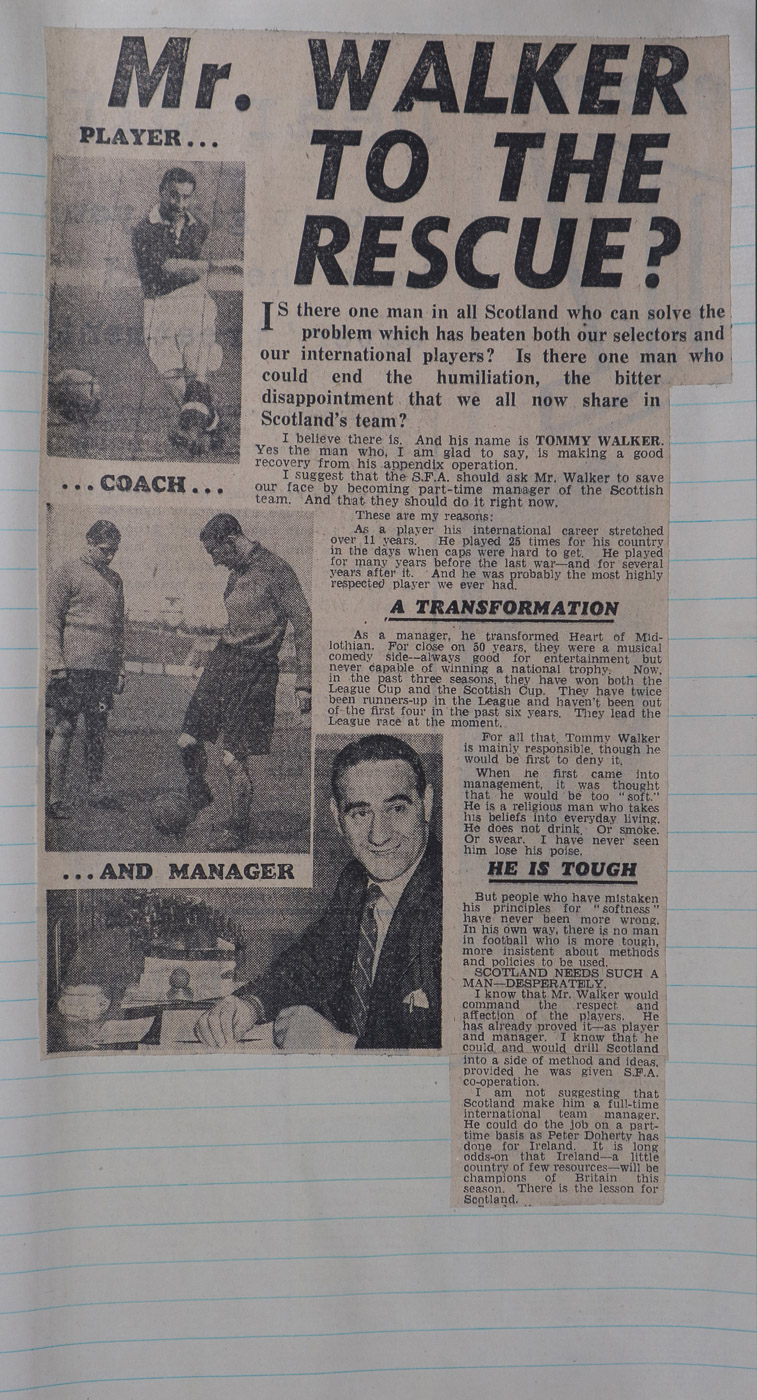 Mr. WALKER
TO THE
RESCUE?
PLAYER...
...COACH...
...AND MANAGER
IS there one man in all Scotland who can solve the
problem which has beaten both our selectors and
our international players? Is there one man who
could end the humiliation, the bitter
disappointment that we all now share in
Scotland's team?
I believe there is. And his name is TOMMY WALKER.
Yes the man who, I am glad to say, is making a good
recovery from his appendix operation.
I suggest that the S.F.A. should ask Mr. Walker to save
our face by becoming part-time manager of the Scottish
team. And that they should do it right now.
These are my reasons:
As a player his international career stretched
over 11 years. He played 25 times for his country
in the days when caps were hard to get. He played
for many years before the last war—and for several
years after it. And he was probably the most highly
respected player we ever had.
A TRANSFORMATION
As a manager, he transformed Heart of Mid-
lothian. For close on 50 years, they were a musical
comedy side—always good for entertainment but
never capable of winning a national trophy. Now,
in the past three seasons, they have won both the
League Cup and the Scottish Cup. They have twice
been runners-up in the League and haven't been out
of the first four in the past six years. They lead the
League race at the moment.
For all that, Tommy Walker
is mainly responsible, though he
would be first to deny it.
When he first came into
management, it was thought
that he would be too "soft."
He is a religious man who takes
his beliefs into everyday living.
He does not drink. Or smoke.
Or swear. I have never seen
him lose his poise.
HE IS TOUGH
But people who have mistaken
his principles for "softness"
have never been more wrong.
In his own way, there is no man
in football who is more tough,
more insistent about methods
and policies to be used.
SCOTLAND NEEDS SUCH A
MAN—DESPERATELY.
I know that Mr. Walker would
command the respect and
affection of the players. He
has already proved it—as player
and manager. I know that he
could and would drill Scotland
into a side of method and ideas,
provided he was given S.F.A.
co-operation.
I am not suggesting that
Scotland make him a full-time
international team manager.
He could do the job on a part-
time basis as Peter Doherty has
done for Ireland. It is long
odds-on that Ireland—a little
country of few resources—will be
champions of Britain this
season. There is the lesson for
Scotland.